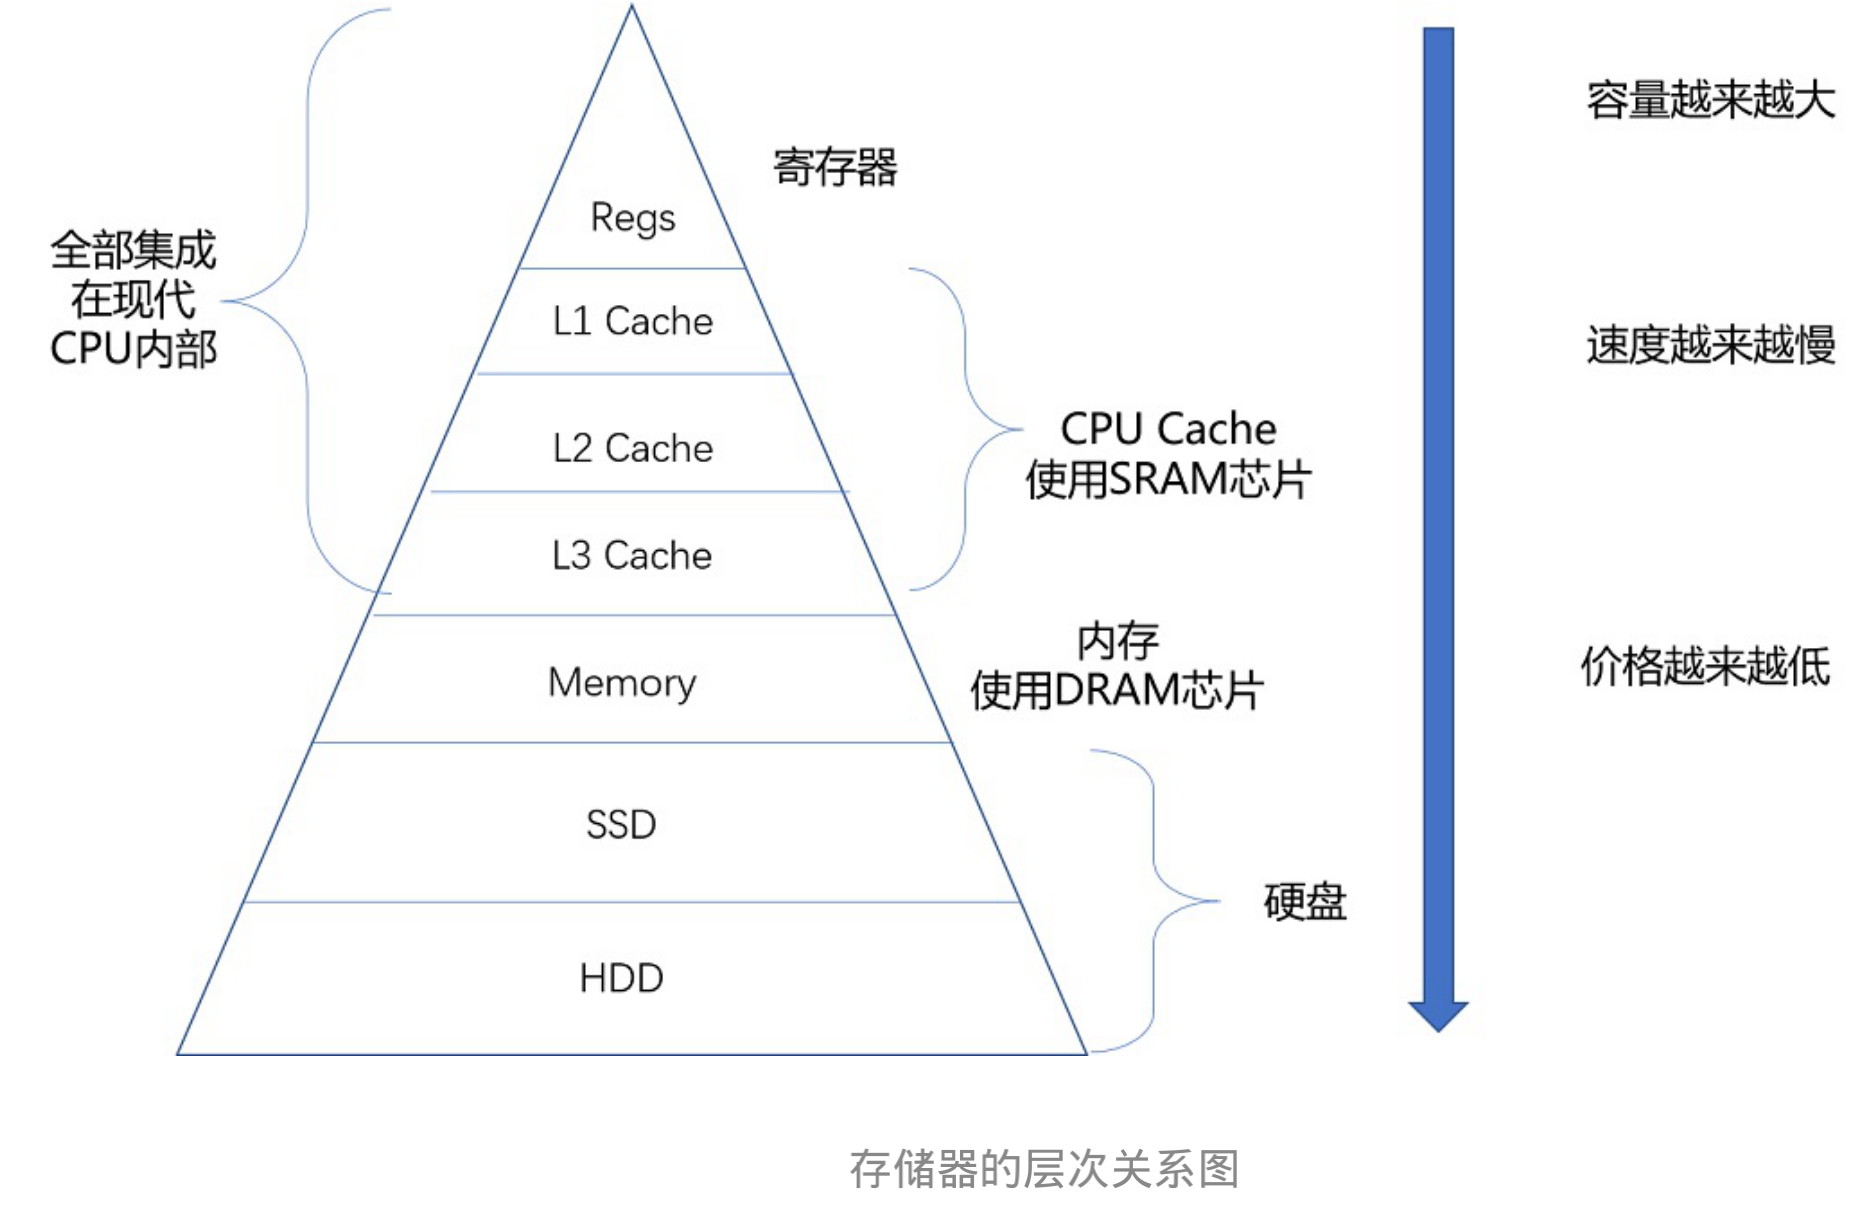 容量越来越大
寄存器
Regs
全部集成
在现代
CPU内部
L1 Cache
速度越来越慢
L2 Cache
CPU Cache
使用SRAM芯片
L3 Cache
内存
使用DRAM芯片
Memory
价格越来越低
SSD
硬盘
HDD
存储器的层次关系图